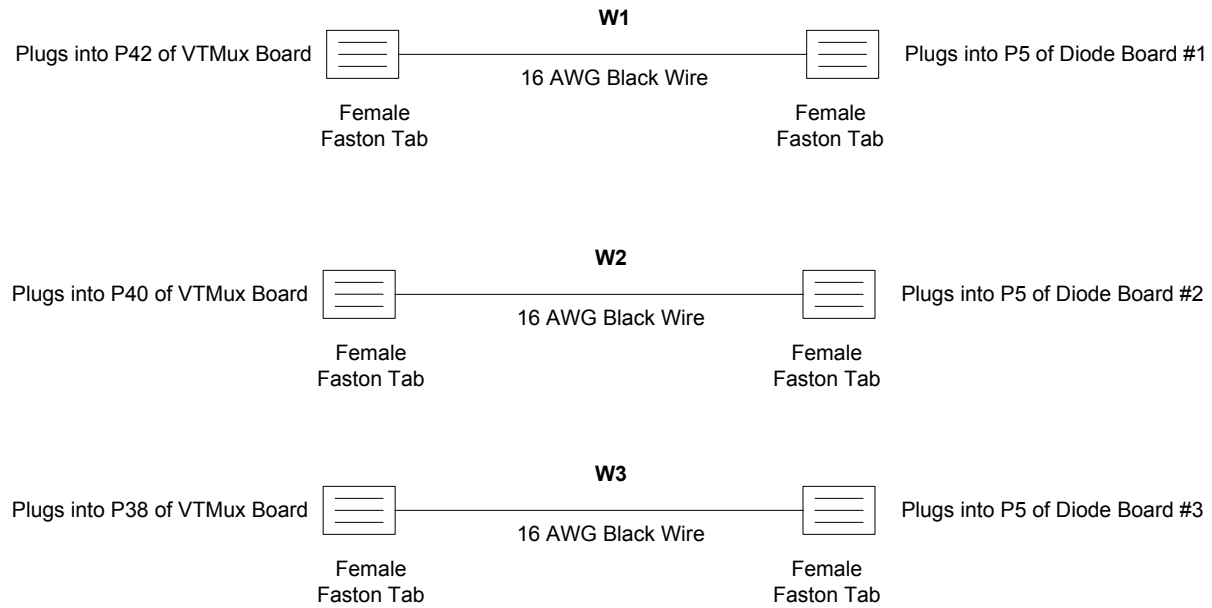 W1
Plugs into P42 of VTMux Board
Plugs into P5 of Diode Board #1
16 AWG Black Wire
Female
Faston Tab
Female
Faston Tab
W2
Plugs into P40 of VTMux Board
Plugs into P5 of Diode Board #2
16 AWG Black Wire
Female
Faston Tab
Female
Faston Tab
W3
Plugs into P38 of VTMux Board
Plugs into P5 of Diode Board #3
16 AWG Black Wire
Female
Faston Tab
Female
Faston Tab